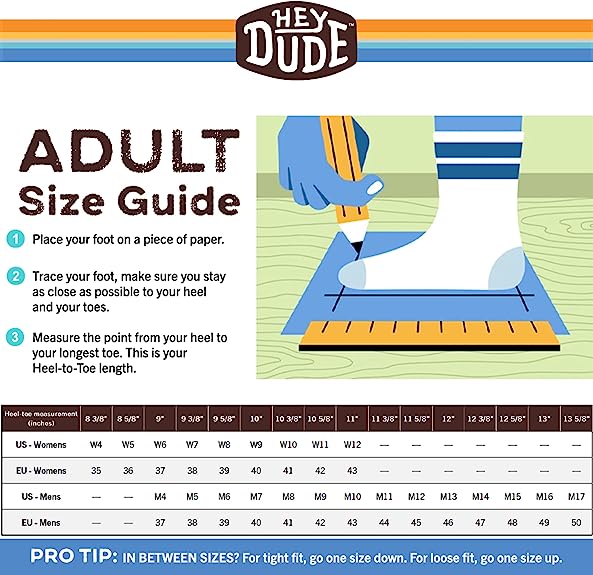 HEY
DUDE™
ADULT
Size Guide
1 Place your foot on a piece of paper.
2 Trace your foot, make sure you stay
as close as possible to your heel
and your toes.
3 Measure the point from your heel to
your longest toe. This is your
Heel-to-Toe length.
Heel-toe measurement (inches) 8 3/8" 8 5/8" 9" 9 3/8" 9 5/8" 10" 10 3/8" 10 5/8" 11" 11 3/8" 11 5/8" 12" 12 3/8" 12 5/8" 13" 13 5/8"
US - Womens W4 W5 W6 W7 W8 W9 W10 W11 W12 — — — — — — —
EU - Womens 35 36 37 38 39 40 41 42 43 — — — — — — —
US - Mens — — M4 M5 M6 M7 M8 M9 M10 M11 M12 M13 M14 M15 M16 M17
EU - Mens — — 37 38 39 40 41 42 43 44 45 46 47 48 49 50
PRO TIP: IN BETWEEN SIZES? For tight fit, go one size down. For loose fit, go one size up.